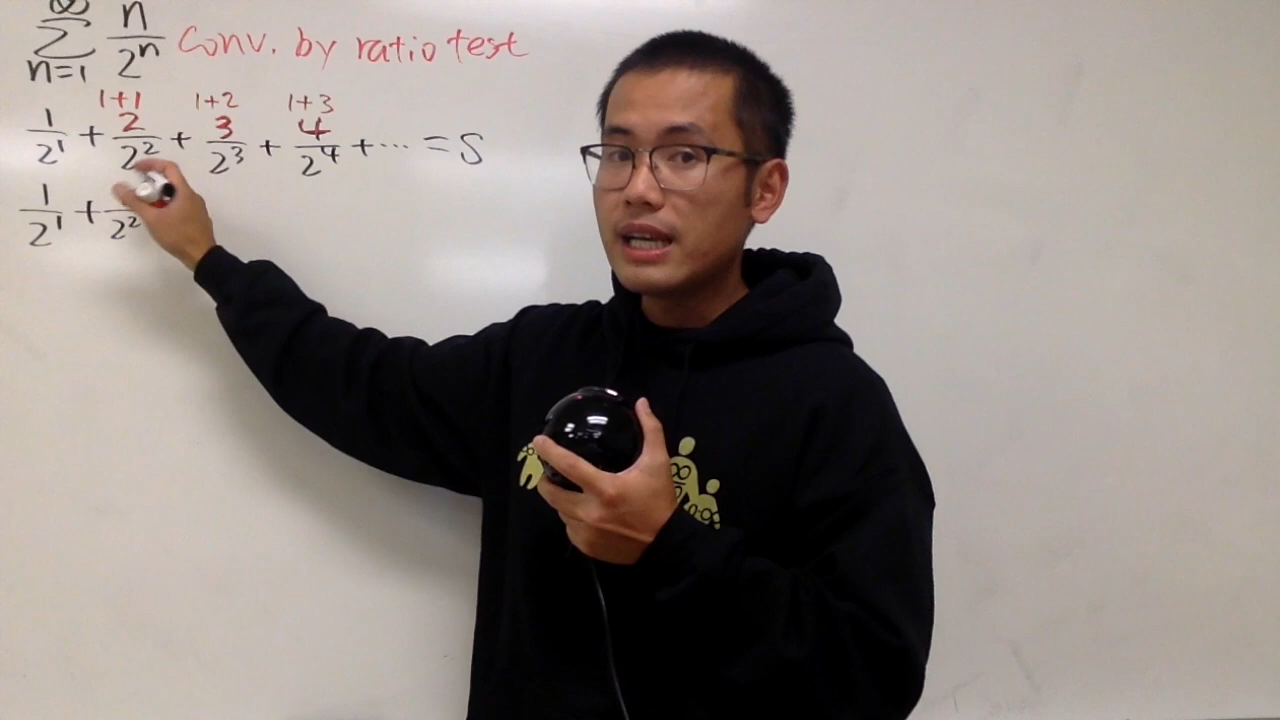 ∞ Σ n=1 n/2ⁿ Conv. by ratio test
1+1 1+2 1+3
1/2¹ + 2/2² + 3/2³ + 4/2⁴ + ⋯ = S
1/2¹ + /2²